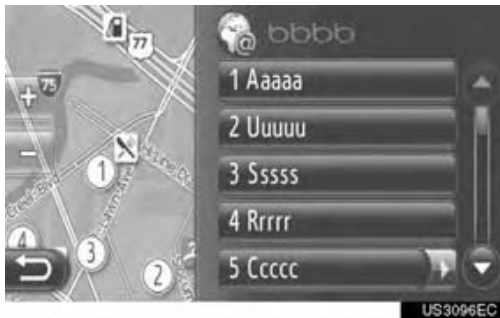 bbbb
1 Aaaaa
2 Uuuuu
3 Sssss
4 Rrrrr
5 Ccccc
77
75
+
-
1
3
2
4
US3096EC